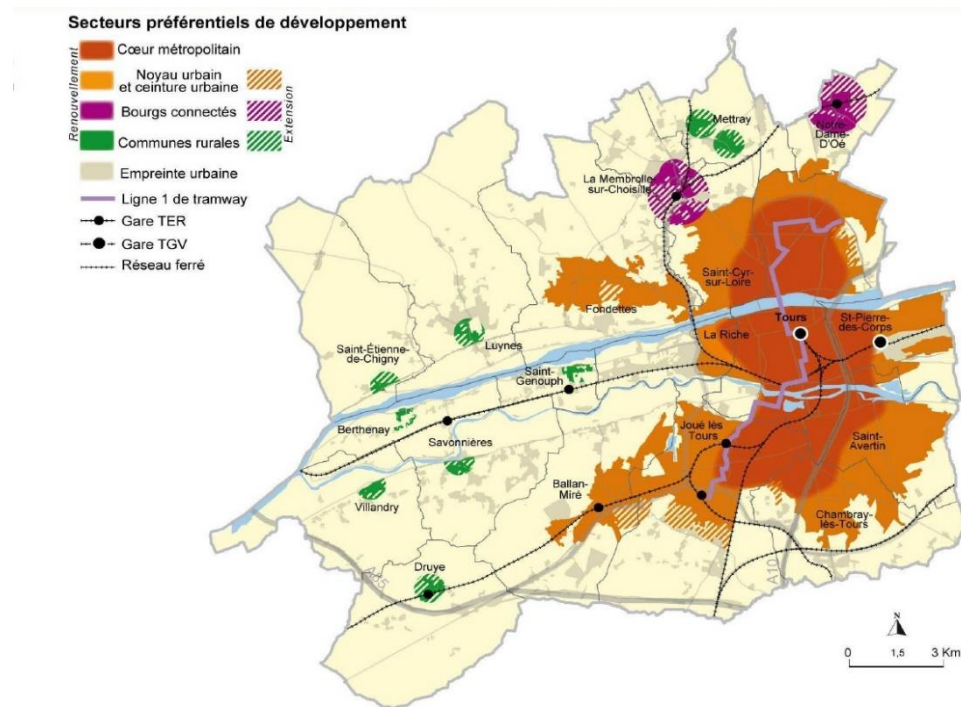 Secteurs préférentiels de développement
Renouvellement
Cœur métropolitain
Noyau urbain
et ceinture urbaine
Bourgs connectés
Communes rurales
Extension
Empreinte urbaine
Ligne 1 de tramway
Gare TER
Gare TGV
Réseau ferré
Mettray
Notre-
Dame-
D'Oé
La Membrolle
-sur-Choisille
Saint-Cyr
-sur-Loire
Fondettes
Tours
St-Pierre
-des-Corps
La Riche
Luynes
Saint-Étienne
-de-Chigny
Saint-
Genouph
Berthenay
Savonnières
Joué lès
Tours
Saint-
Avertin
Villandry
Ballan-
Miré
Chambray
-lès-Tours
Druye
A85
A10
N
0 1,5 3 Km